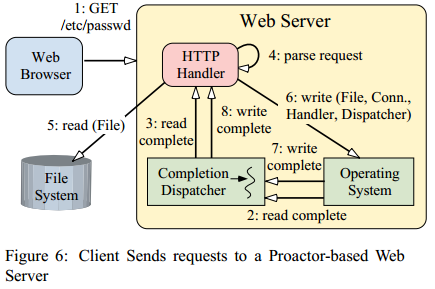 1: GET
/etc/passwd
Web Server
Web
Browser
HTTP
Handler
4: parse request
5: read (File)
3: read
complete
8: write
complete
6: write (File, Conn.,
Handler, Dispatcher)
7: write
complete
File
System
Completion
Dispatcher
Operating
System
2: read complete
Figure 6: Client Sends requests to a Proactor-based Web
Server